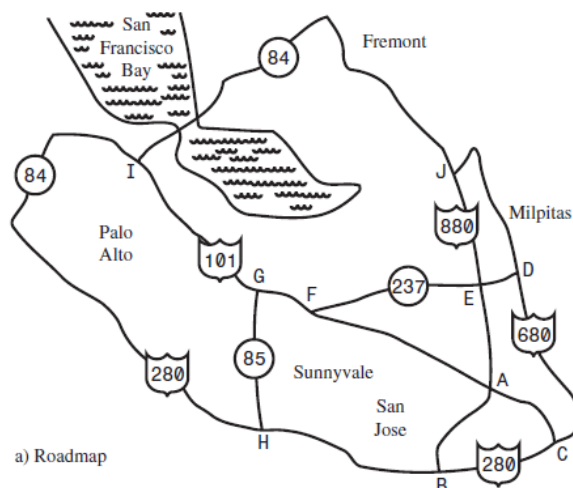 San
Francisco
Bay
84
Fremont
I
J
84
Milpitas
Palo
Alto
880
101
G
F
237
E
D
680
85
Sunnyvale
280
A
San
Jose
H
C
a) Roadmap
B
280